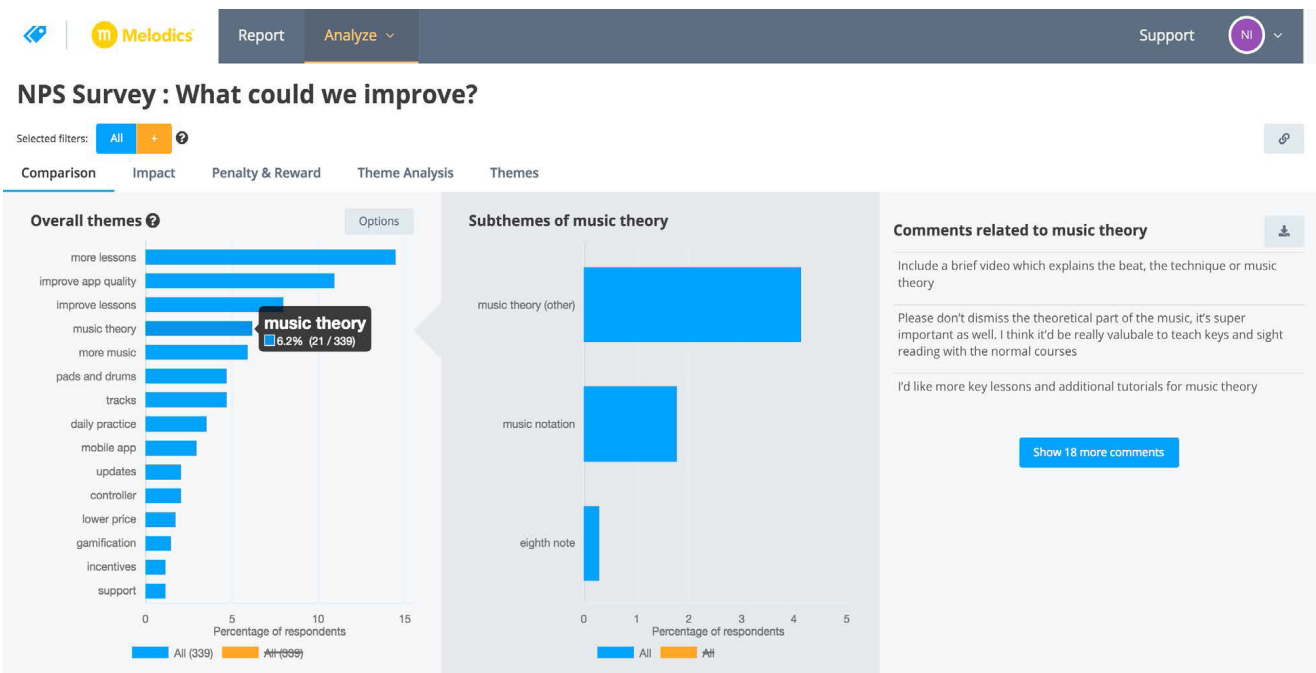 m Melodics
Report
Analyze
Support
NI
NPS Survey : What could we improve?
Selected filters:
All
+
?
Comparison
Impact
Penalty & Reward
Theme Analysis
Themes
Overall themes ?
Options
more lessons
improve app quality
improve lessons
music theory
more music
pads and drums
tracks
daily practice
mobile app
updates
controller
lower price
gamification
incentives
support
music theory
6.2% (21 / 339)
0 5 10 15
Percentage of respondents
All (339) All (339)
Subthemes of music theory
music theory (other)
music notation
eighth note
0 1 2 3 4 5
Percentage of respondents
All All
Comments related to music theory
Include a brief video which explains the beat, the technique or music
theory
Please don't dismiss the theoretical part of the music, it's super
important as well. I think it'd be really valubale to teach keys and sight
reading with the normal courses
I'd like more key lessons and additional tutorials for music theory
Show 18 more comments